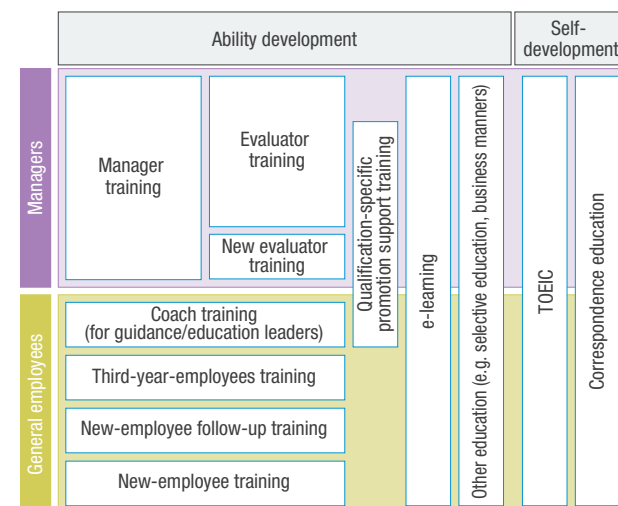 Ability development
Self-
development
Managers
Manager
training
Evaluator
training
New evaluator
training
Qualification-specific
promotion support training
e-learning
Other education (e.g. selective education, business manners)
TOEIC
Correspondence education
General employees
Coach training
(for guidance/education leaders)
Third-year-employees training
New-employee follow-up training
New-employee training